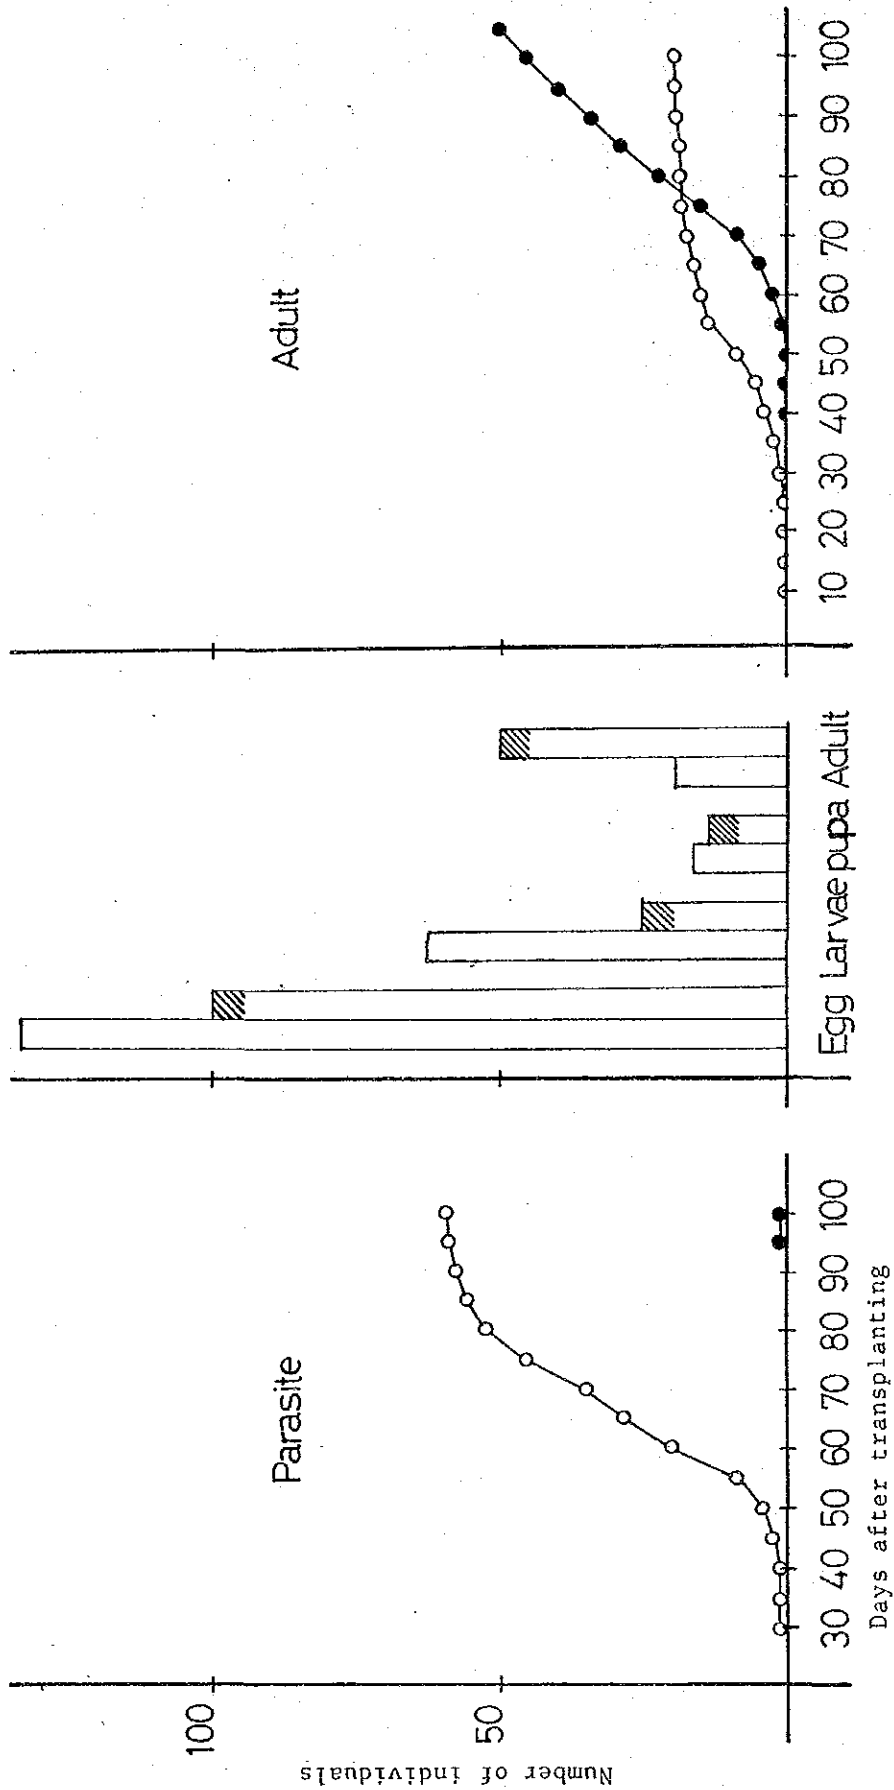 Parasite
100
50
Number of individuals
30 40 50 60 70 80 90 100
Days after transplanting
Egg Larvae pupa Adult
Adult
10 20 30 40 50 60 70 80 90 100